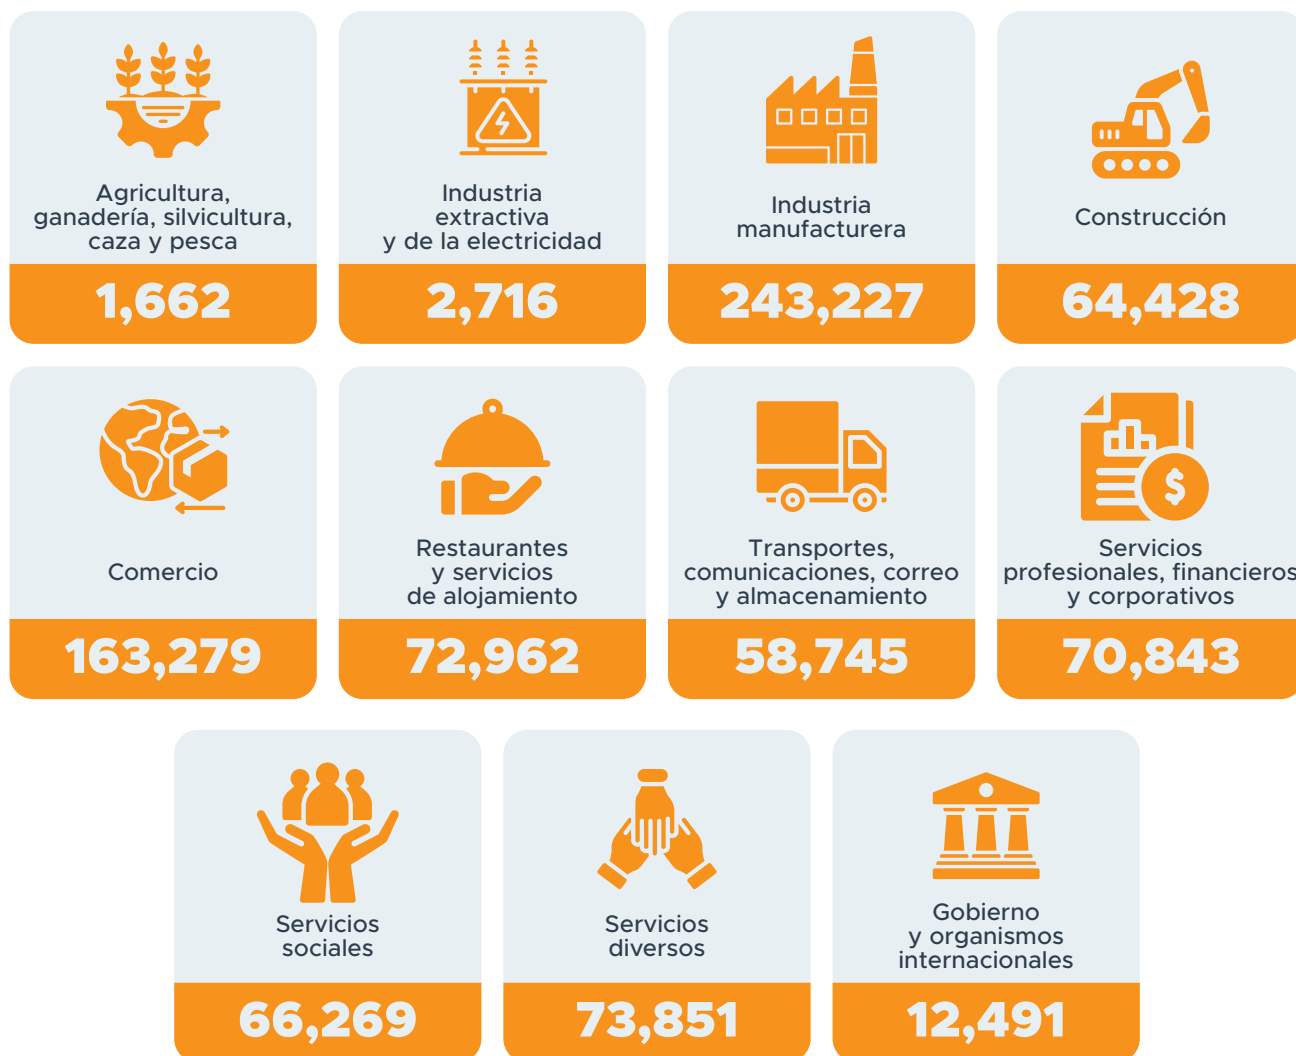 Agricultura,
ganadería, silvicultura,
caza y pesca
1,662
Industria
extractiva
y de la electricidad
2,716
Industria
manufacturera
243,227
Construcción
64,428
Comercio
163,279
Restaurantes
y servicios
de alojamiento
72,962
Transportes,
comunicaciones, correo
y almacenamiento
58,745
$
Servicios
profesionales, financieros
y corporativos
70,843
Servicios
sociales
66,269
Servicios
diversos
73,851
Gobierno
y organismos
internacionales
12,491